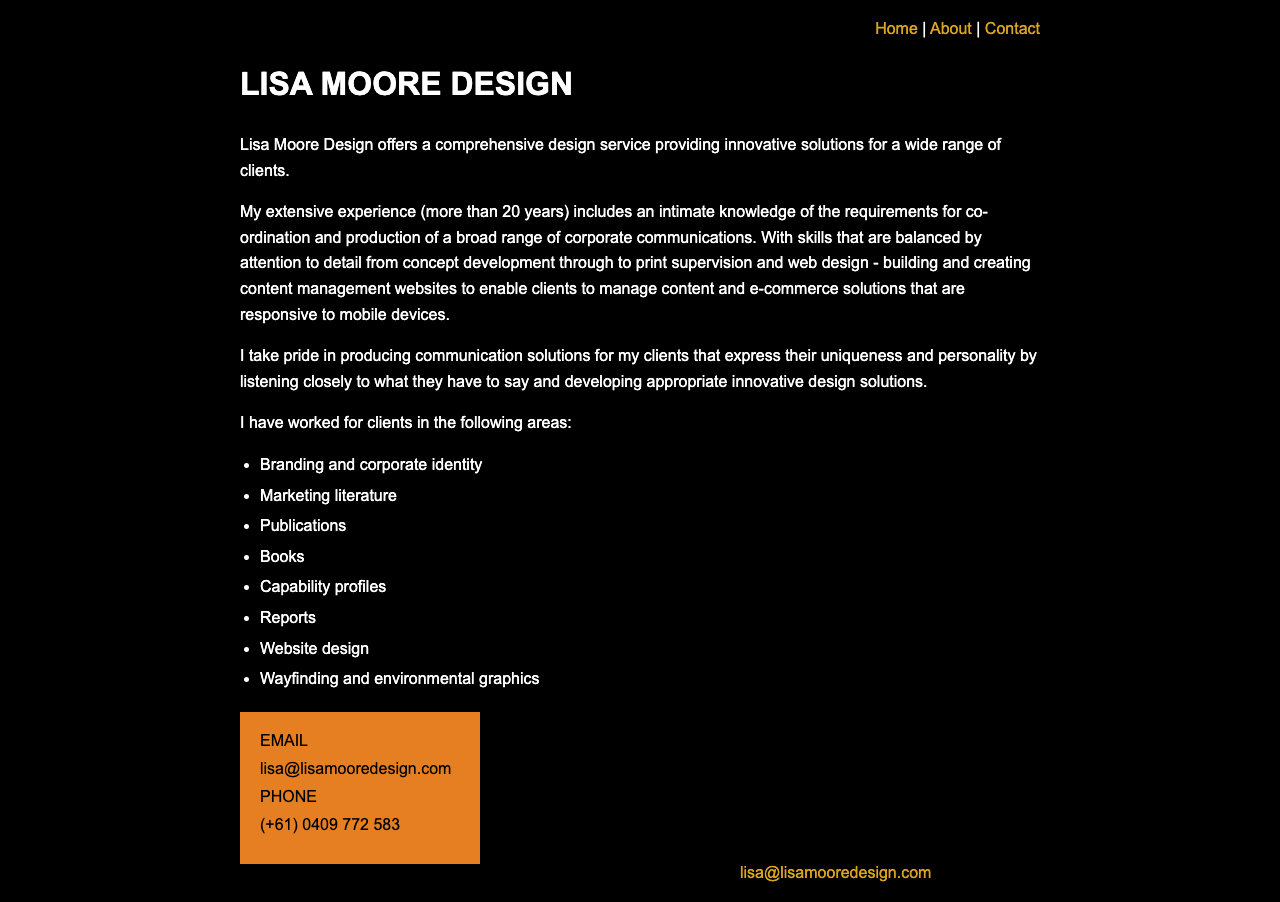 Home | About | Contact
LISA MOORE DESIGN
Lisa Moore Design offers a comprehensive design service providing innovative solutions for a wide range of
clients.
My extensive experience (more than 20 years) includes an intimate knowledge of the requirements for co-
ordination and production of a broad range of corporate communications. With skills that are balanced by
attention to detail from concept development through to print supervision and web design - building and creating
content management websites to enable clients to manage content and e-commerce solutions that are
responsive to mobile devices.
I take pride in producing communication solutions for my clients that express their uniqueness and personality by
listening closely to what they have to say and developing appropriate innovative design solutions.
I have worked for clients in the following areas:
• Branding and corporate identity
• Marketing literature
• Publications
• Books
• Capability profiles
• Reports
• Website design
• Wayfinding and environmental graphics
EMAIL
lisa@lisamooredesign.com
PHONE
(+61) 0409 772 583
lisa@lisamooredesign.com